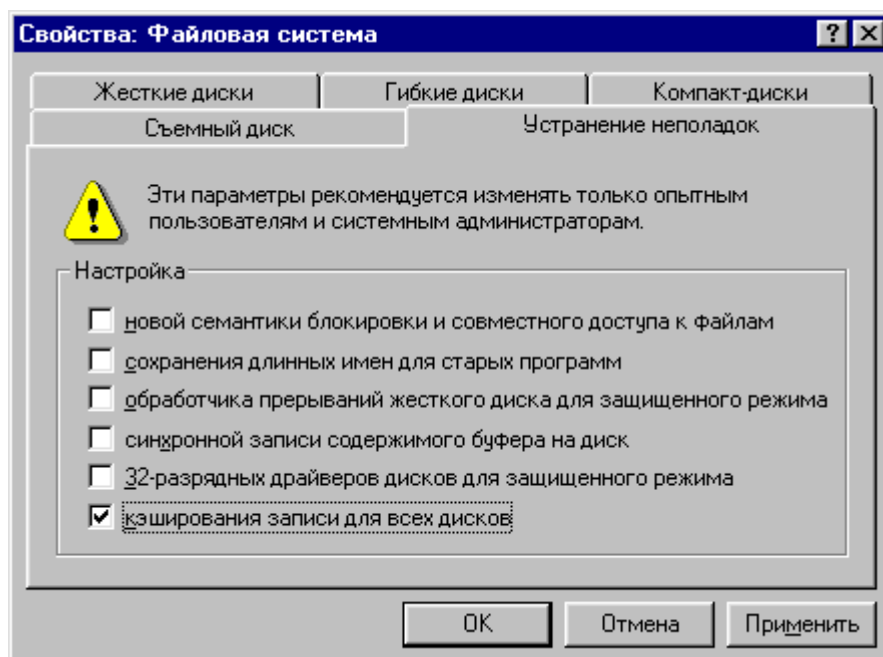 Свойства: Файловая система
Жесткие диски
Гибкие диски
Компакт-диски
Съемный диск
Устранение неполадок
Эти параметры рекомендуется изменять только опытным
пользователям и системным администраторам.
Настройка
новой семантики блокировки и совместного доступа к файлам
сохранения длинных имен для старых программ
обработчика прерываний жесткого диска для защищенного режима
синхронной записи содержимого буфера на диск
32-разрядных драйверов дисков для защищенного режима
кэширования записи для всех дисков
OK
Отмена
Применить